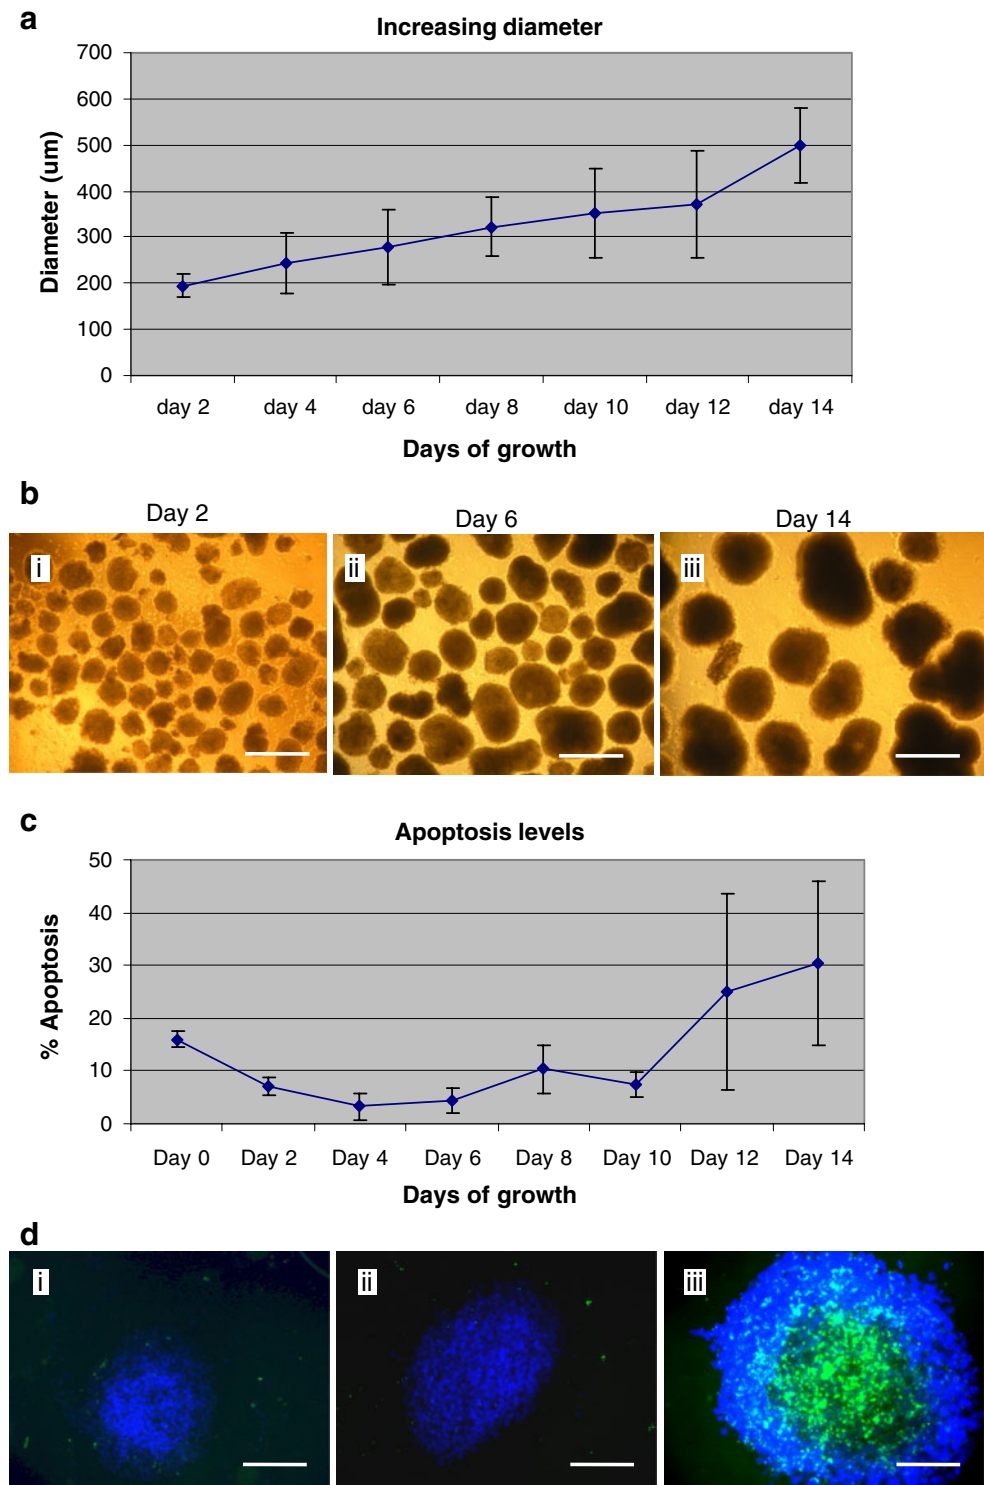 a
Increasing diameter
700
600
500
400
300
200
100
0
Diameter (um)
day 2 day 4 day 6 day 8 day 10 day 12 day 14
Days of growth
b
Day 2 Day 6 Day 14
i ii iii
c
Apoptosis levels
50
40
30
20
10
0
% Apoptosis
Day 0 Day 2 Day 4 Day 6 Day 8 Day 10 Day 12 Day 14
Days of growth
d
i ii iii